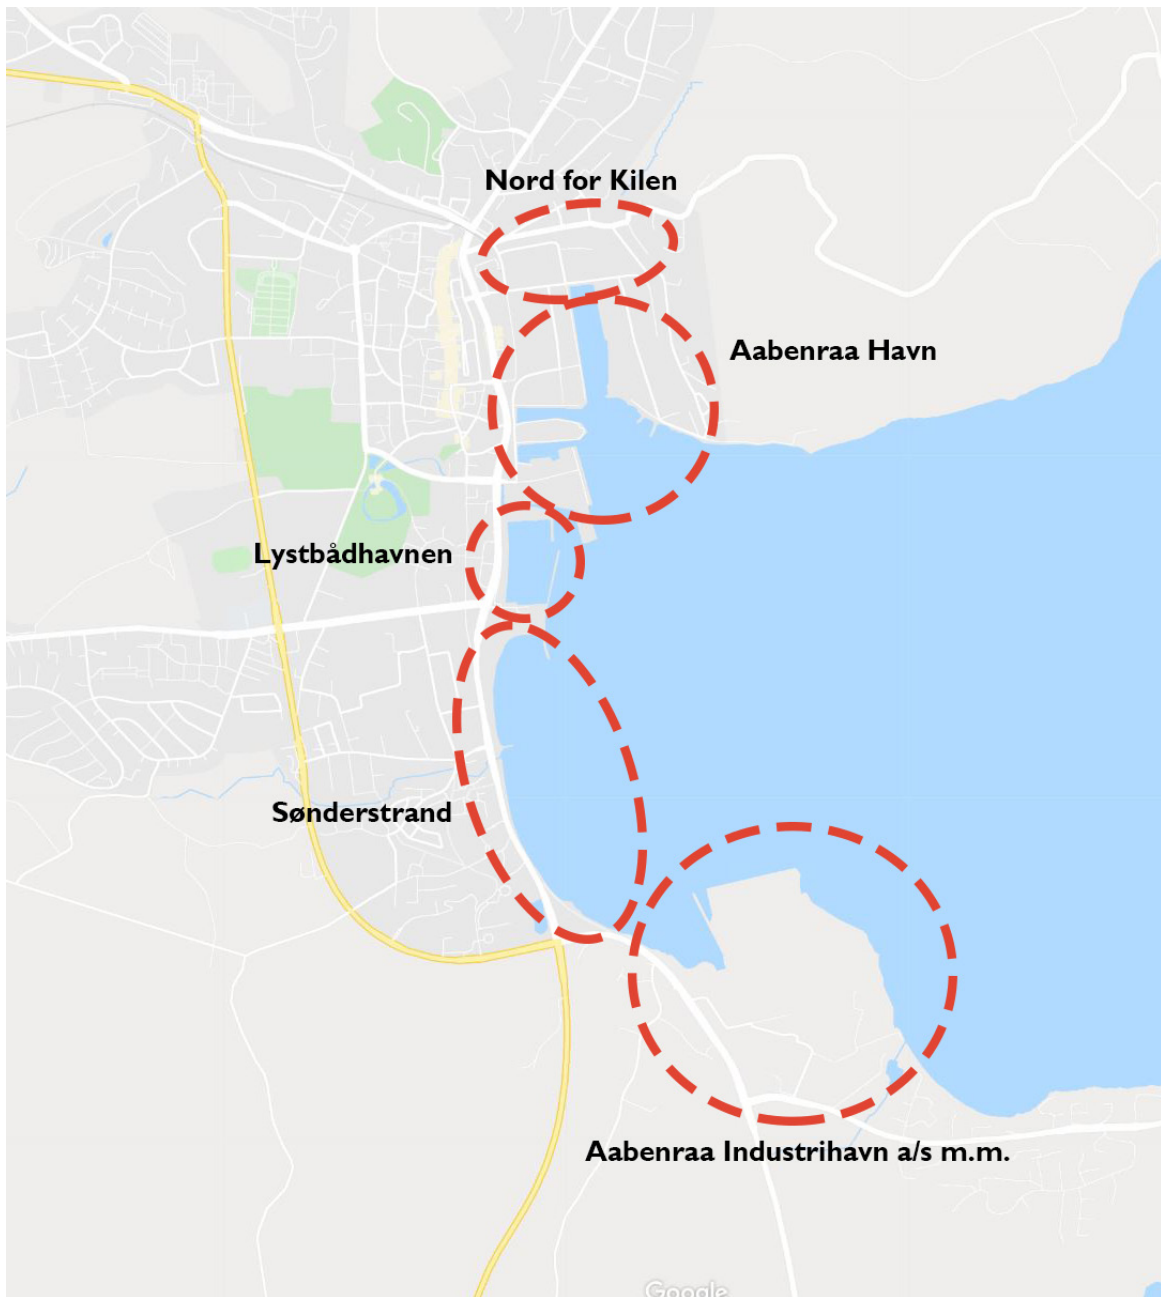 Nord for Kilen
Aabenraa Havn
Lystbådhavnen
Sønderstrand
Aabenraa Industrihavn a/s m.m.
Google